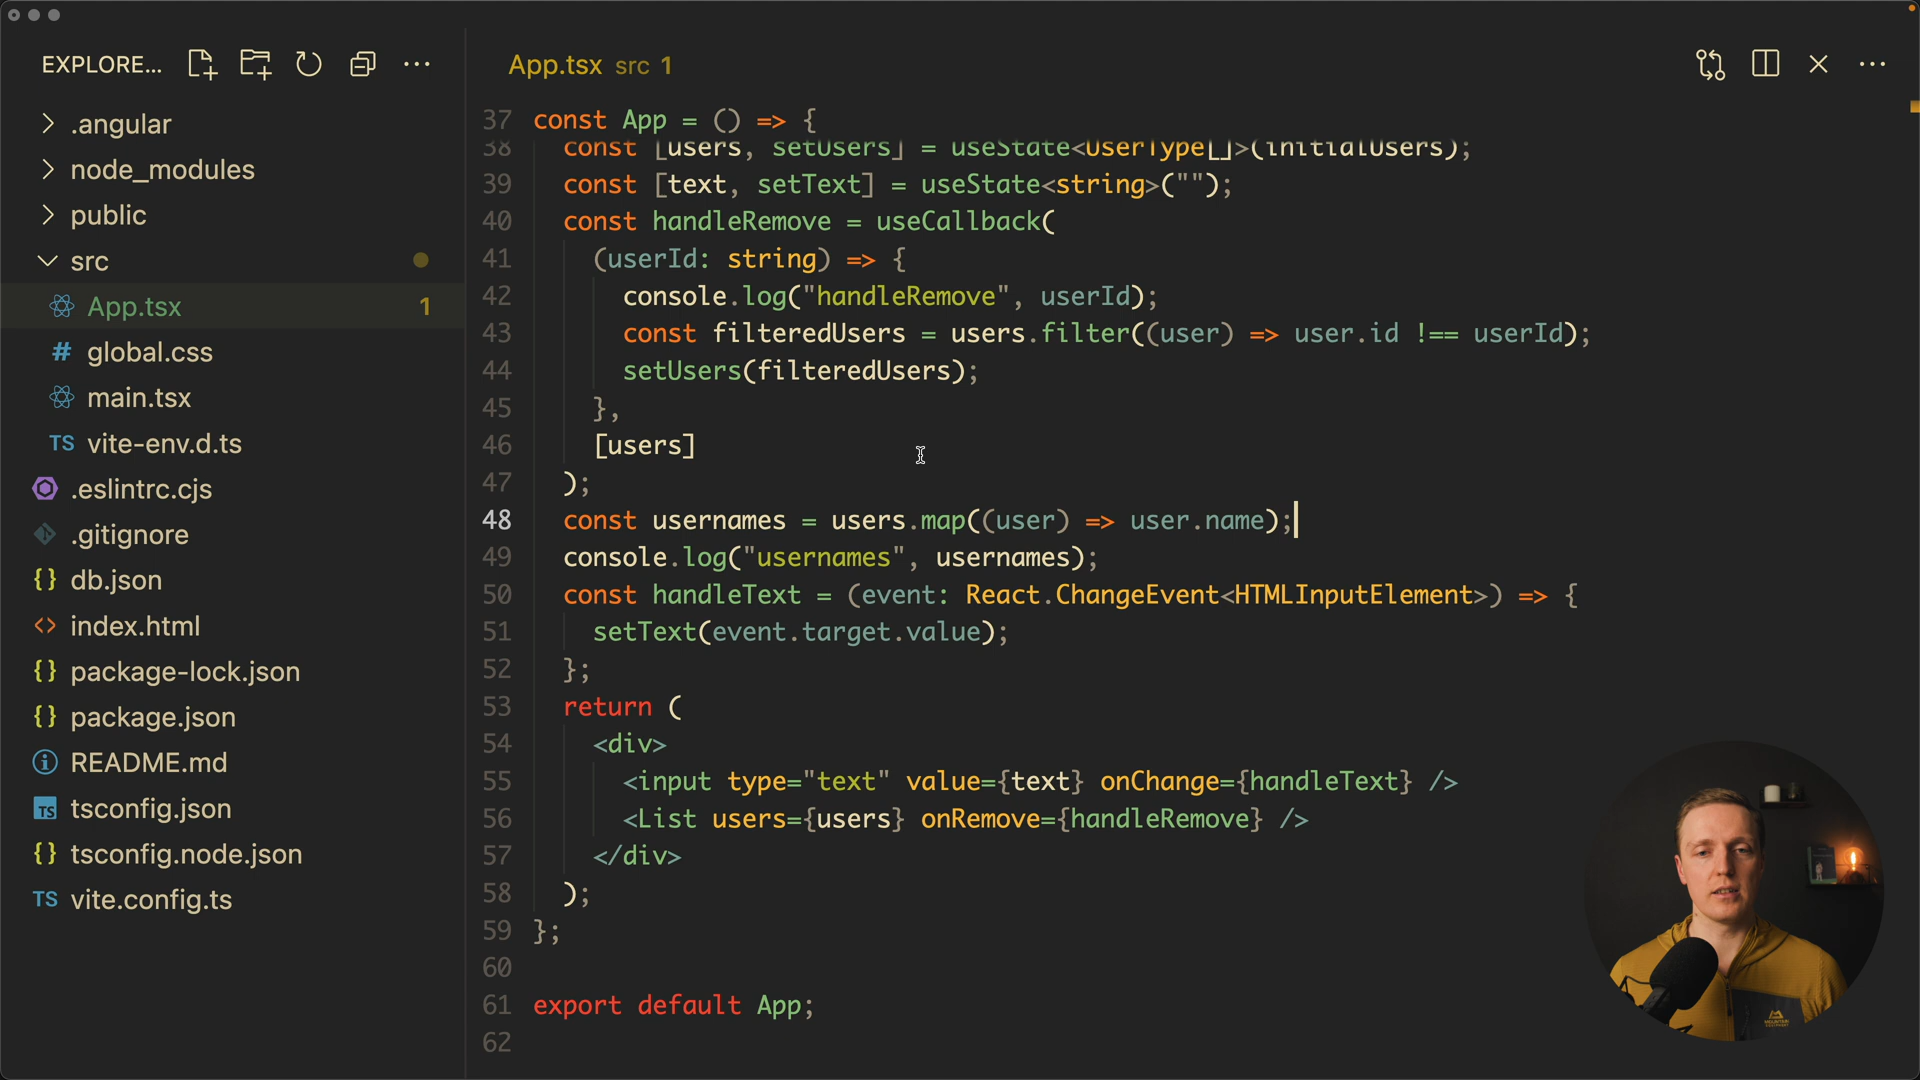 EXPLORE...
.angular
node_modules
public
src
App.tsx 1
# global.css
main.tsx
TS vite-env.d.ts
.eslintrc.cjs
.gitignore
{} db.json
<> index.html
{} package-lock.json
{} package.json
README.md
TS tsconfig.json
{} tsconfig.node.json
TS vite.config.ts
App.tsx src 1
37 const App = () => {
38 const [users, setUsers] = useState<UserType[]>(initialUsers);
39 const [text, setText] = useState<string>("");
40 const handleRemove = useCallback(
41 (userId: string) => {
42 console.log("handleRemove", userId);
43 const filteredUsers = users.filter((user) => user.id !== userId);
44 setUsers(filteredUsers);
45 },
46 [users]
47 );
48 const usernames = users.map((user) => user.name);
49 console.log("usernames", usernames);
50 const handleText = (event: React.ChangeEvent<HTMLInputElement>) => {
51 setText(event.target.value);
52 };
53 return (
54 <div>
55 <input type="text" value={text} onChange={handleText} />
56 <List users={users} onRemove={handleRemove} />
57 </div>
58 );
59 };
60
61 export default App;
62